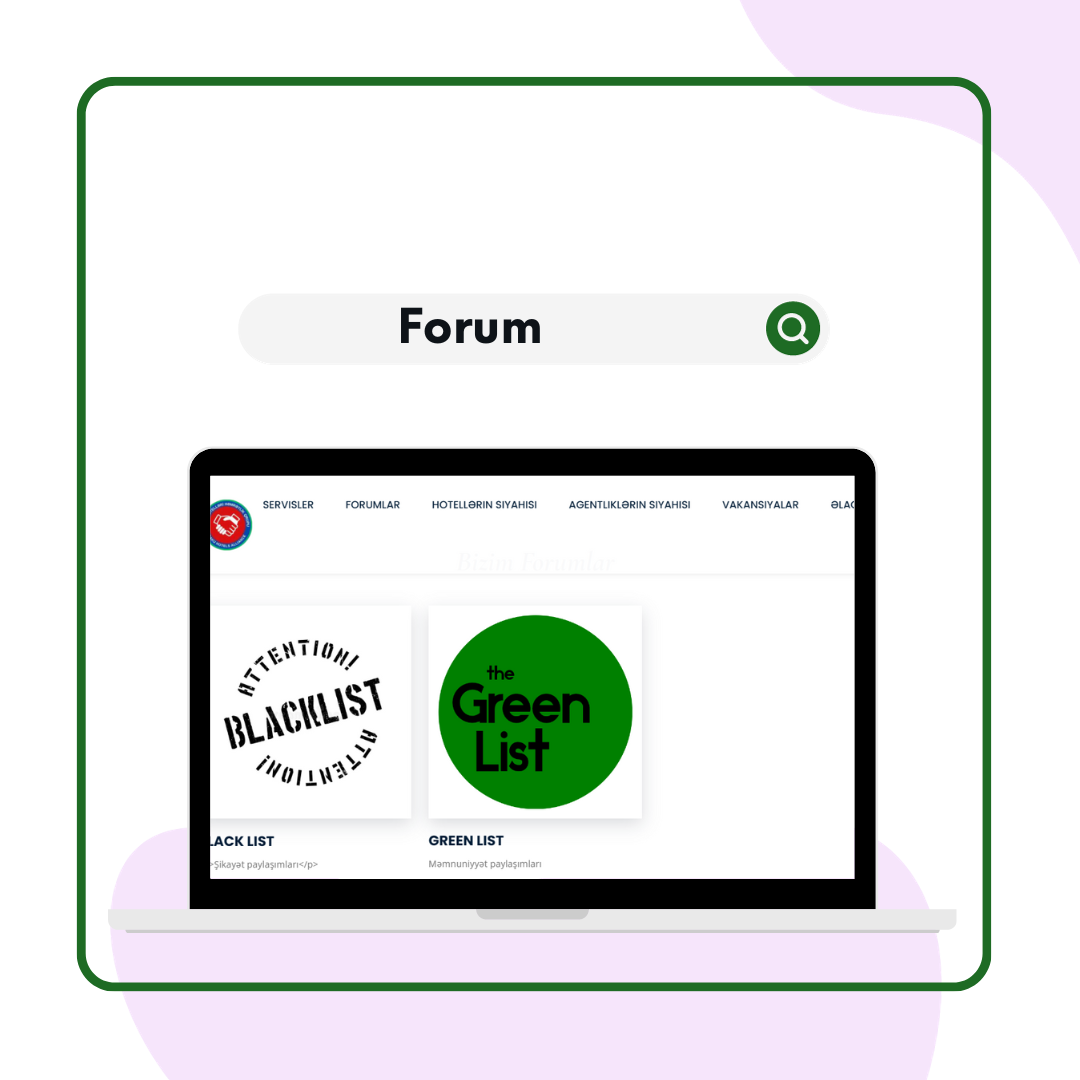 Forum
SERVISLER FORUMLAR HOTELLƏRIN SIYAHISI AGENTLIKLƏRIN SIYAHISI VAKANSIYALAR ƏLAC
Bizim Forumlar
ATTENTION!
BLACKLIST
ATTENTION!
the
Green
List
LACK LIST
GREEN LIST
>Şikayət paylaşımları</p>
Məmnuniyyət paylaşımları